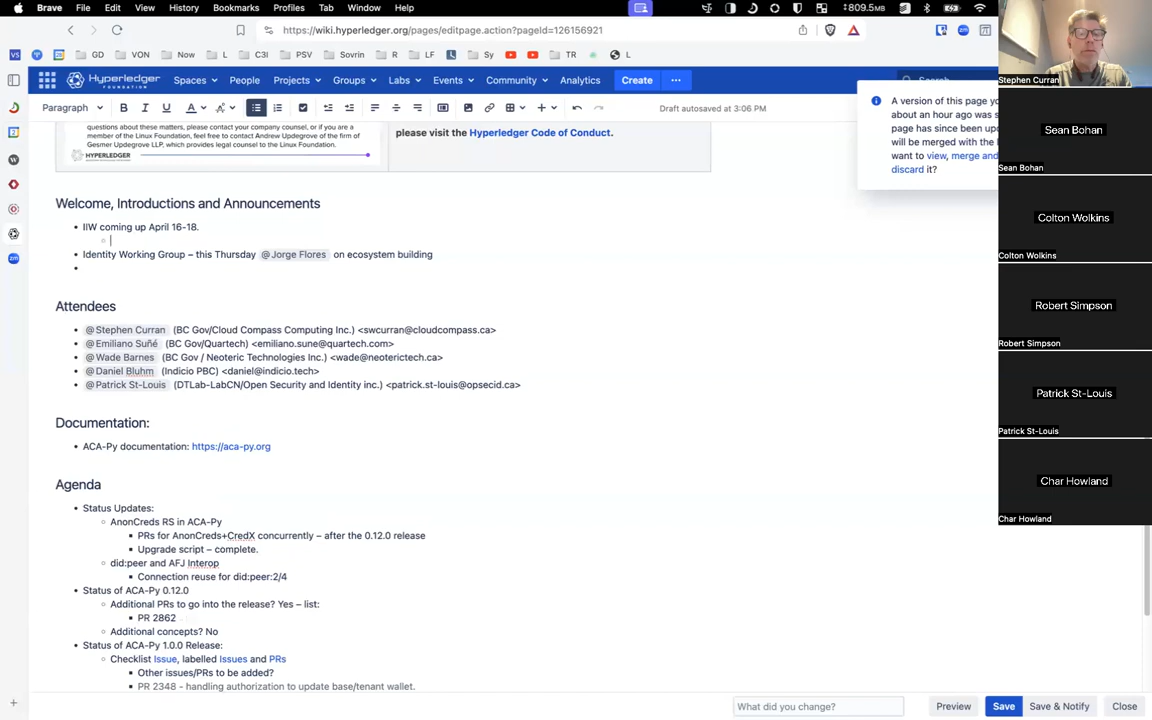 Brave File Edit View History Bookmarks Profiles Tab Window Help 809.5m
https://wiki.hyperledger.org/pages/editpage.action?pageId=126156921
GD VON Now L C3I PSV Sovrin R LF Sy TR L
HYPERLEDGER FOUNDATION Spaces People Projects Groups Labs Events Community Analytics Create Search
Paragraph B I U A Draft autosaved at 3:06 PM
questions about these matters, please contact your company counsel, or if you are a
member of the Linux Foundation, feel free to contact Andrew Updegrove of the firm of
Gesmer Updegrove LLP, which provides legal counsel to the Linux Foundation.
HYPERLEDGER
please visit the Hyperledger Code of Conduct.
A version of this page yo
about an hour ago was s
page has since been upd
will be merged with the l
want to view, merge and
discard it?
Welcome, Introductions and Announcements
IIW coming up April 16-18.
Identity Working Group – this Thursday @Jorge Flores on ecosystem building
Attendees
@Stephen Curran (BC Gov/Cloud Compass Computing Inc.) <swcurran@cloudcompass.ca>
@Emiliano Suñé (BC Gov/Quartech) <emiliano.sune@quartech.com>
@Wade Barnes (BC Gov / Neoteric Technologies Inc.) <wade@neoterictech.ca>
@Daniel Bluhm (Indicio PBC) <daniel@indicio.tech>
@Patrick St-Louis (DTLab-LabCN/Open Security and Identity inc.) <patrick.st-louis@opsecid.ca>
Documentation:
ACA-Py documentation: https://aca-py.org
Agenda
Status Updates:
AnonCreds RS in ACA-Py
PRs for AnonCreds+CredX concurrently – after the 0.12.0 release
Upgrade script – complete.
did:peer and AFJ Interop
Connection reuse for did:peer:2/4
Status of ACA-Py 0.12.0
Additional PRs to go into the release? Yes – list:
PR 2862
Additional concepts? No
Status of ACA-Py 1.0.0 Release:
Checklist Issue, labelled Issues and PRs
Other issues/PRs to be added?
PR 2348 - handling authorization to update base/tenant wallet.
What did you change? Preview Save Save & Notify Close
Stephen Curran
Sean Bohan
Sean Bohan
Colton Wolkins
Colton Wolkins
Robert Simpson
Robert Simpson
Patrick St-Louis
Patrick St-Louis
Char Howland
Char Howland